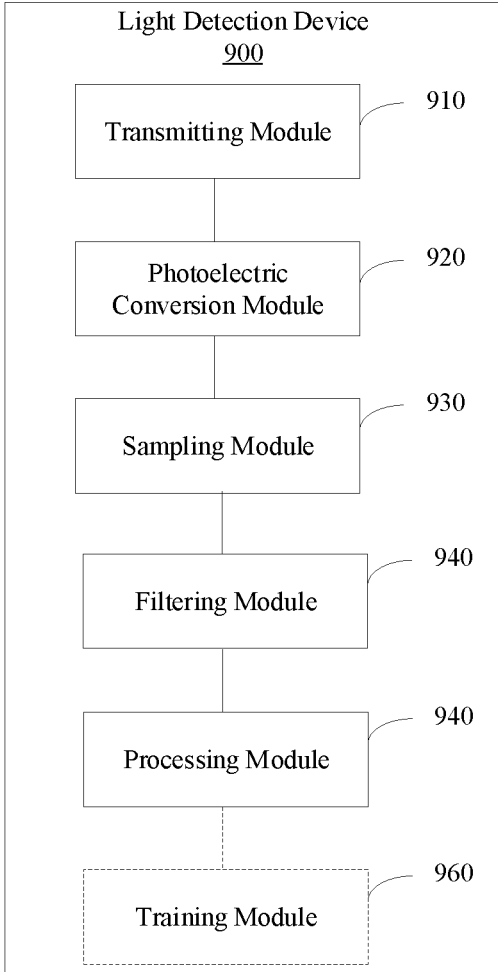 Light Detection Device
900
Transmitting Module
910
Photoelectric
Conversion Module
920
Sampling Module
930
Filtering Module
940
Processing Module
940
Training Module
960